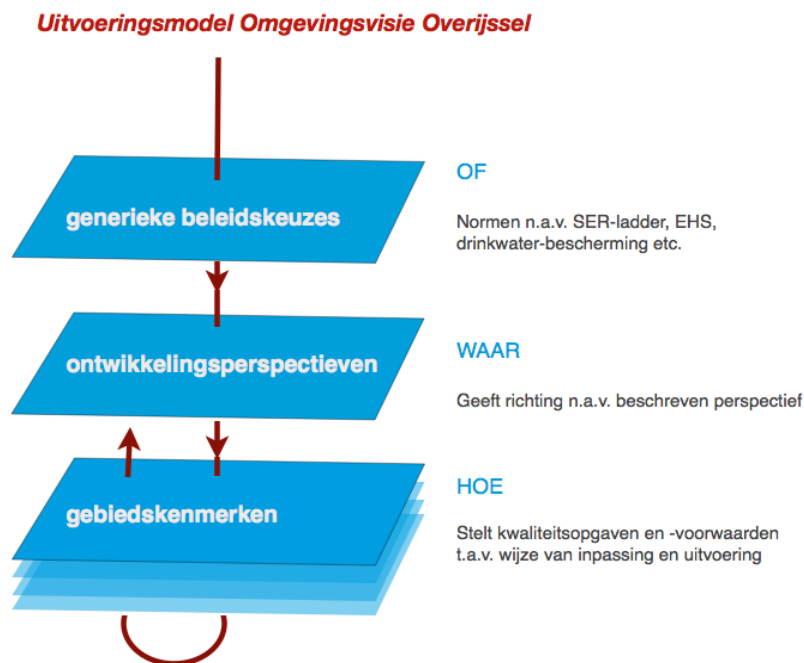 Uitvoeringsmodel Omgevingsvisie Overijssel
generieke beleidskeuzes
OF
Normen n.a.v. SER-ladder, EHS,
drinkwater-bescherming etc.
ontwikkelingsperspectieven
WAAR
Geeft richting n.a.v. beschreven perspectief
gebiedskenmerken
HOE
Stelt kwaliteitsopgaven en -voorwaarden
t.a.v. wijze van inpassing en uitvoering